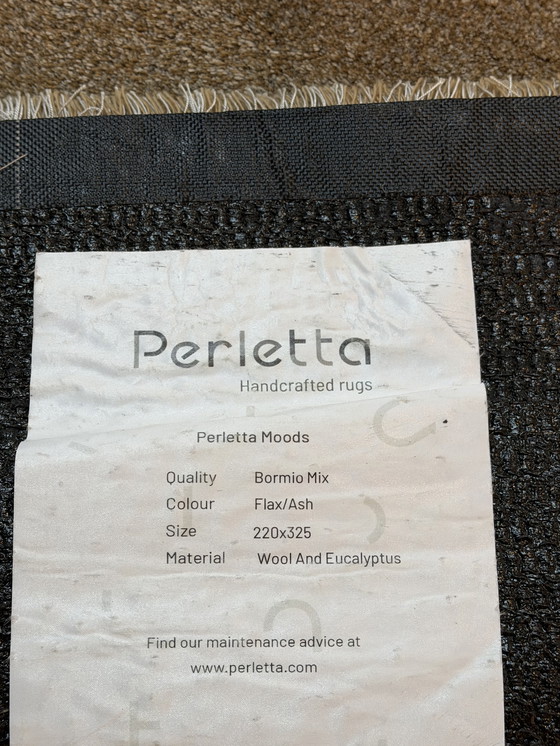 Perletta
Handcrafted rugs
Perletta Moods
Quality Bormio Mix
Colour Flax/Ash
Size 220x325
Material Wool And Eucalyptus
Find our maintenance advice at
www.perletta.com